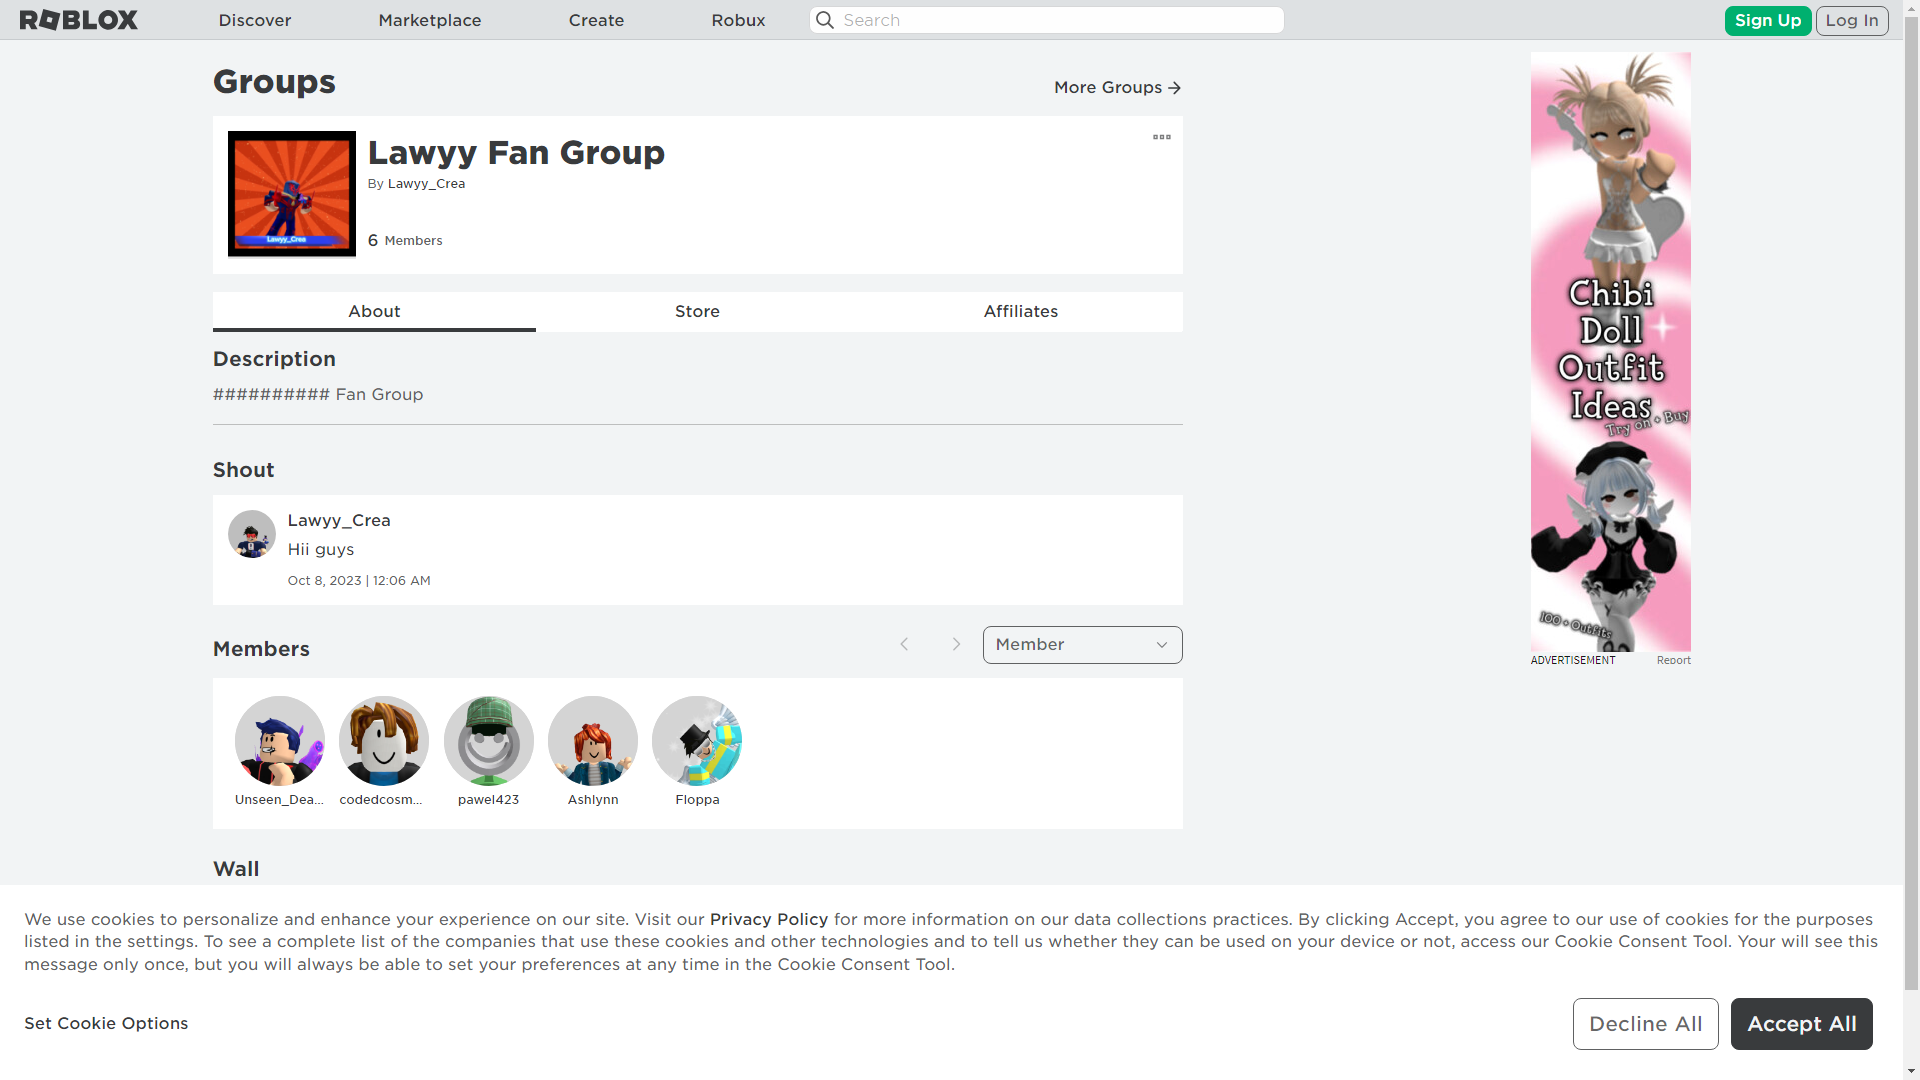 ROBLOX
Discover
Marketplace
Create
Robux
Search
Sign Up
Log In
Groups
More Groups
Lawyy Fan Group
By Lawyy_Crea
6 Members
Lawyy_Crea
About
Store
Affiliates
Description
########## Fan Group
Shout
Lawyy_Crea
Hii guys
Oct 8, 2023 | 12:06 AM
Members
Member
Unseen_Dea...
codedcosm...
pawel423
Ashlynn
Floppa
Wall
Chibi
Doll
Outfit
Ideas
Try on + Buy
100 + Outfits
ADVERTISEMENT
Report
We use cookies to personalize and enhance your experience on our site. Visit our Privacy Policy for more information on our data collections practices. By clicking Accept, you agree to our use of cookies for the purposes
listed in the settings. To see a complete list of the companies that use these cookies and other technologies and to tell us whether they can be used on your device or not, access our Cookie Consent Tool. Your will see this
message only once, but you will always be able to set your preferences at any time in the Cookie Consent Tool.
Set Cookie Options
Decline All
Accept All